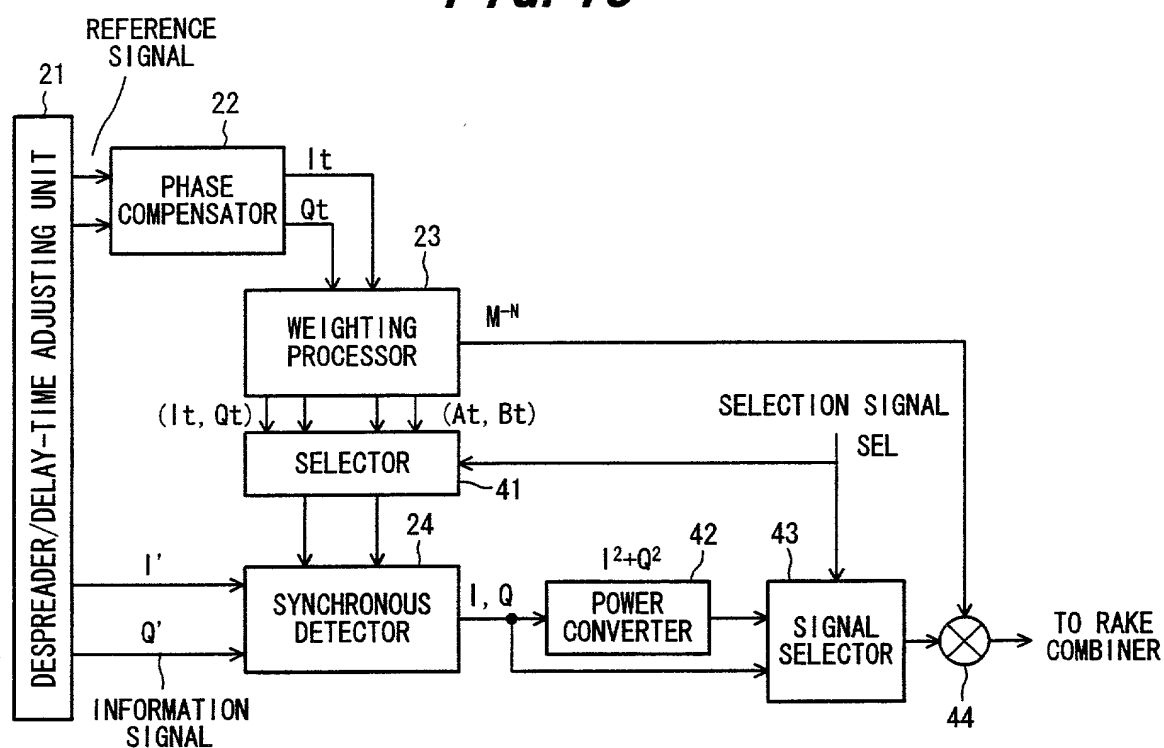 REFERENCE
SIGNAL
21
22
PHASE
COMPENSATOR
It
Qt
23
WEIGHTING
PROCESSOR
M⁻ᴺ
(It, Qt)
(At, Bt)
SELECTION SIGNAL
SEL
SELECTOR
41
DESPREADER/DELAY-TIME ADJUSTING UNIT
24
I'
Q'
SYNCHRONOUS
DETECTOR
I, Q
I²+Q²
42
POWER
CONVERTER
43
SIGNAL
SELECTOR
44
TO RAKE
COMBINER
INFORMATION
SIGNAL